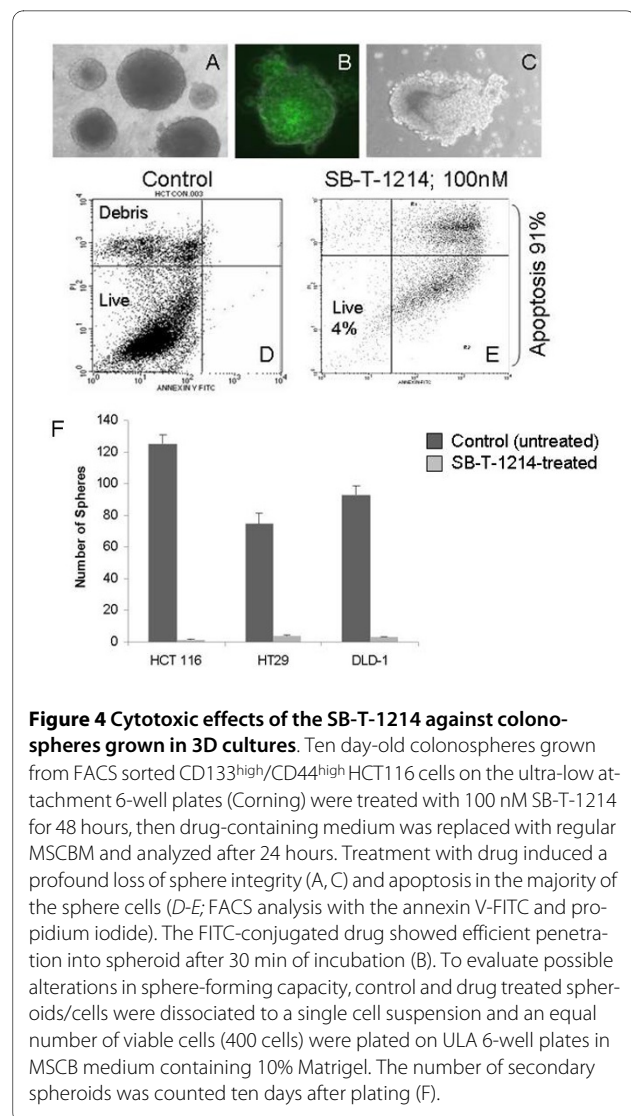 A
B
C
Control
SB-T-1214; 100nM
HCT-CON.003
Debris
Live
D
ANNEXIN V FITC
10⁰ 10¹ 10² 10³ 10⁴
Live
4%
E
ANNEXIN FITC
Apoptosis 91%
F
Number of Spheres
140
120
100
80
60
40
20
0
HCT 116
HT29
DLD-1
Control (untreated)
SB-T-1214-treated
Figure 4 Cytotoxic effects of the SB-T-1214 against colono-
spheres grown in 3D cultures. Ten day-old colonospheres grown
from FACS sorted CD133high/CD44high HCT116 cells on the ultra-low at-
tachment 6-well plates (Corning) were treated with 100 nM SB-T-1214
for 48 hours, then drug-containing medium was replaced with regular
MSCBM and analyzed after 24 hours. Treatment with drug induced a
profound loss of sphere integrity (A, C) and apoptosis in the majority of
the sphere cells (D-E; FACS analysis with the annexin V-FITC and pro-
pidium iodide). The FITC-conjugated drug showed efficient penetra-
tion into spheroid after 30 min of incubation (B). To evaluate possible
alterations in sphere-forming capacity, control and drug treated spher-
oids/cells were dissociated to a single cell suspension and an equal
number of viable cells (400 cells) were plated on ULA 6-well plates in
MSCB medium containing 10% Matrigel. The number of secondary
spheroids was counted ten days after plating (F).